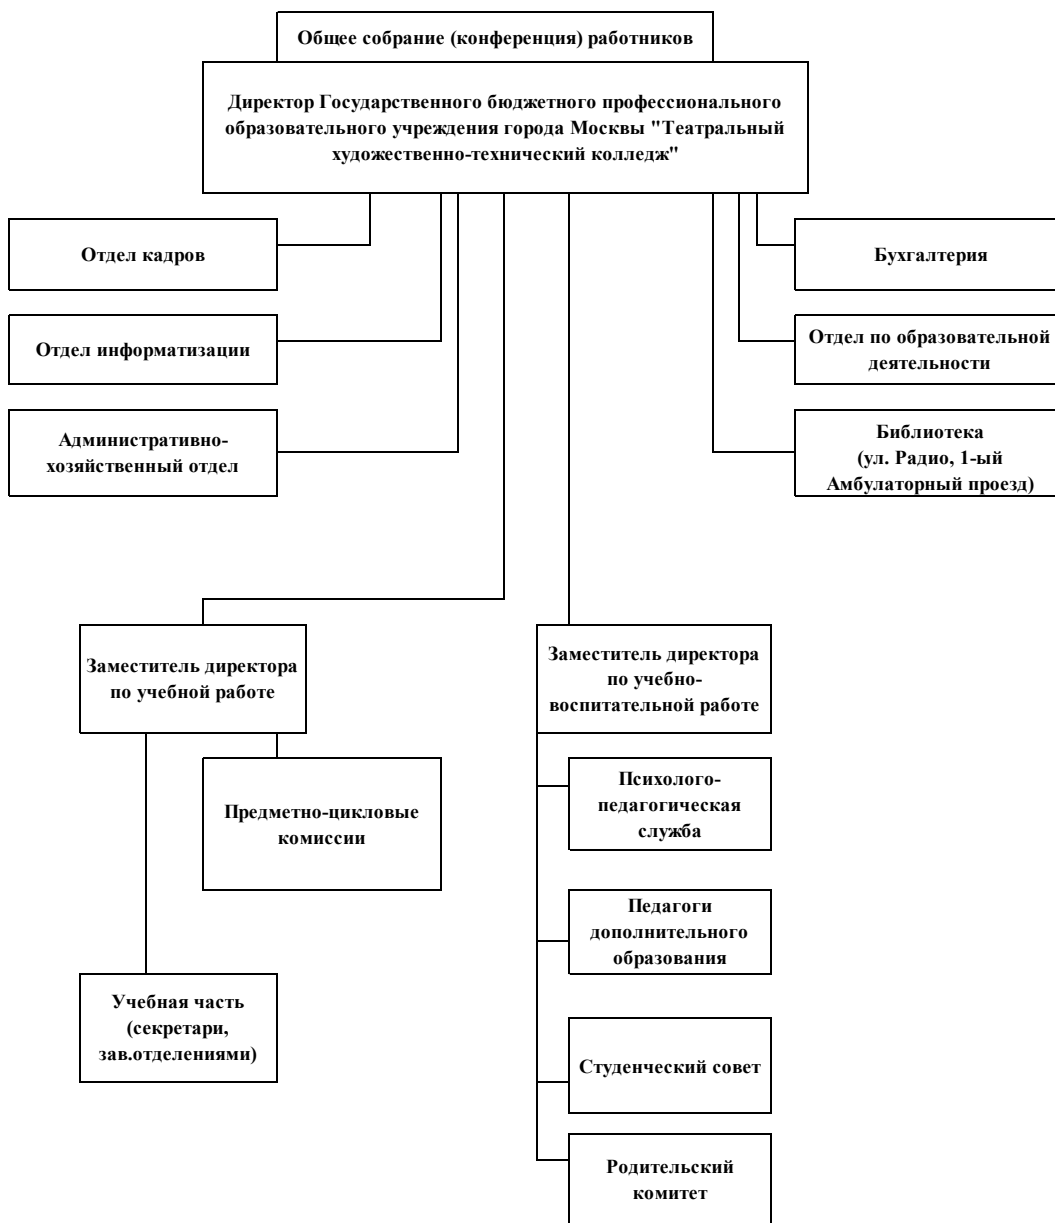 Общее собрание (конференция) работников
Директор Государственного бюджетного профессионального
образовательного учреждения города Москвы "Театральный
художественно-технический колледж"
Отдел кадров
Бухгалтерия
Отдел информатизации
Отдел по образовательной
деятельности
Административно-
хозяйственный отдел
Библиотека
(ул. Радио, 1-ый
Амбулаторный проезд)
Заместитель директора
по учебной работе
Заместитель директора
по учебно-
воспитательной работе
Предметно-цикловые
комиссии
Психолого-
педагогическая
служба
Педагоги
дополнительного
образования
Учебная часть
(секретари,
зав.отделениями)
Студенческий совет
Родительский
комитет